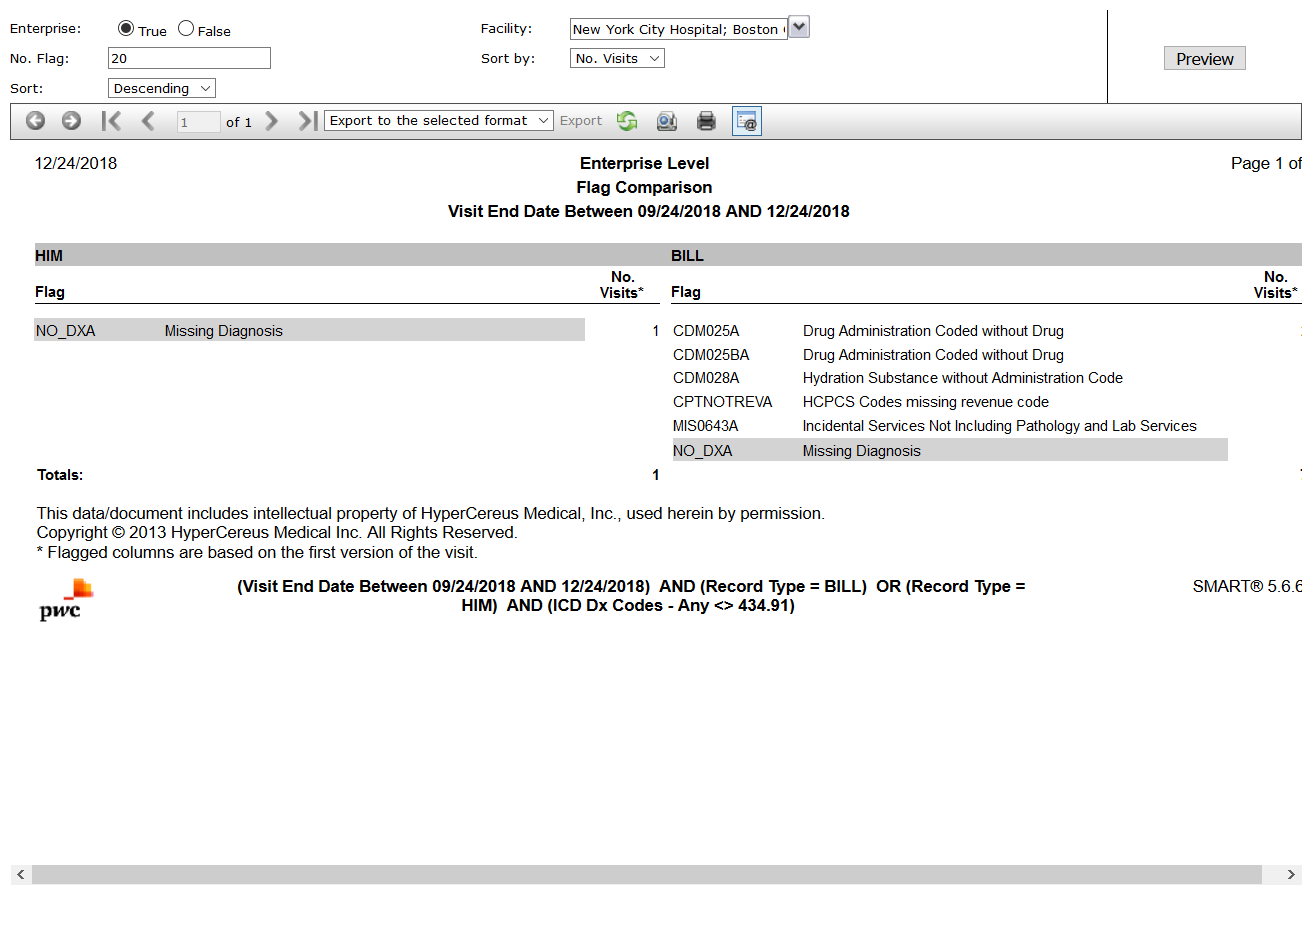 Enterprise: True False Facility: New York City Hospital; Boston
No. Flag: 20 Sort by: No. Visits Preview
Sort: Descending
1 of 1 Export to the selected format Export
12/24/2018 Enterprise Level Page 1 of
Flag Comparison
Visit End Date Between 09/24/2018 AND 12/24/2018
HIM BILL
Flag No. Visits* Flag No. Visits*
NO_DXA Missing Diagnosis 1 CDM025A Drug Administration Coded without Drug
CDM025BA Drug Administration Coded without Drug
CDM028A Hydration Substance without Administration Code
CPTNOTREVA HCPCS Codes missing revenue code
MIS0643A Incidental Services Not Including Pathology and Lab Services
NO_DXA Missing Diagnosis
Totals: 1
This data/document includes intellectual property of HyperCereus Medical, Inc., used herein by permission.
Copyright © 2013 HyperCereus Medical Inc. All Rights Reserved.
* Flagged columns are based on the first version of the visit.
pwc (Visit End Date Between 09/24/2018 AND 12/24/2018) AND (Record Type = BILL) OR (Record Type = SMART® 5.6.6
HIM) AND (ICD Dx Codes - Any <> 434.91)